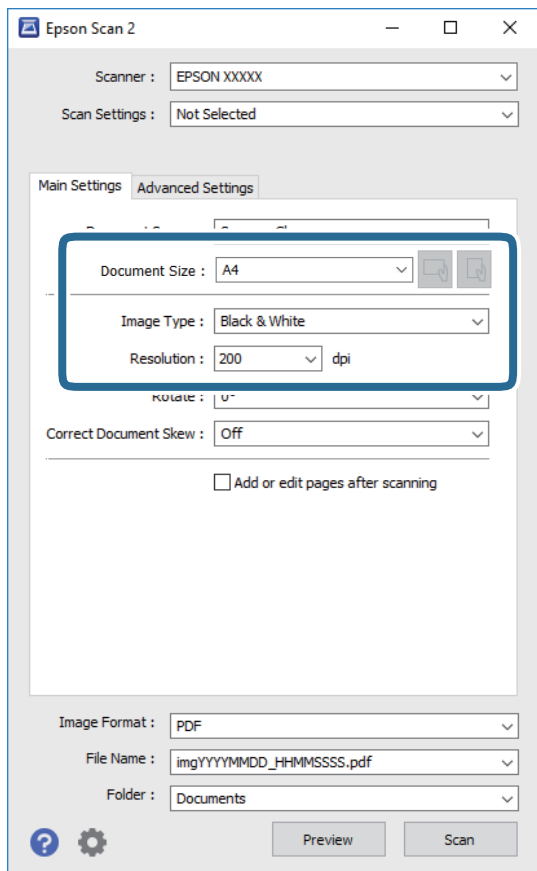 Epson Scan 2
Scanner : EPSON XXXXX
Scan Settings : Not Selected
Main Settings Advanced Settings
Document Size : A4
Image Type : Black & White
Resolution : 200 dpi
Rotate : 0°
Correct Document Skew : Off
Add or edit pages after scanning
Image Format : PDF
File Name : imgYYYYMMDD_HHMMSSSS.pdf
Folder : Documents
? Preview Scan